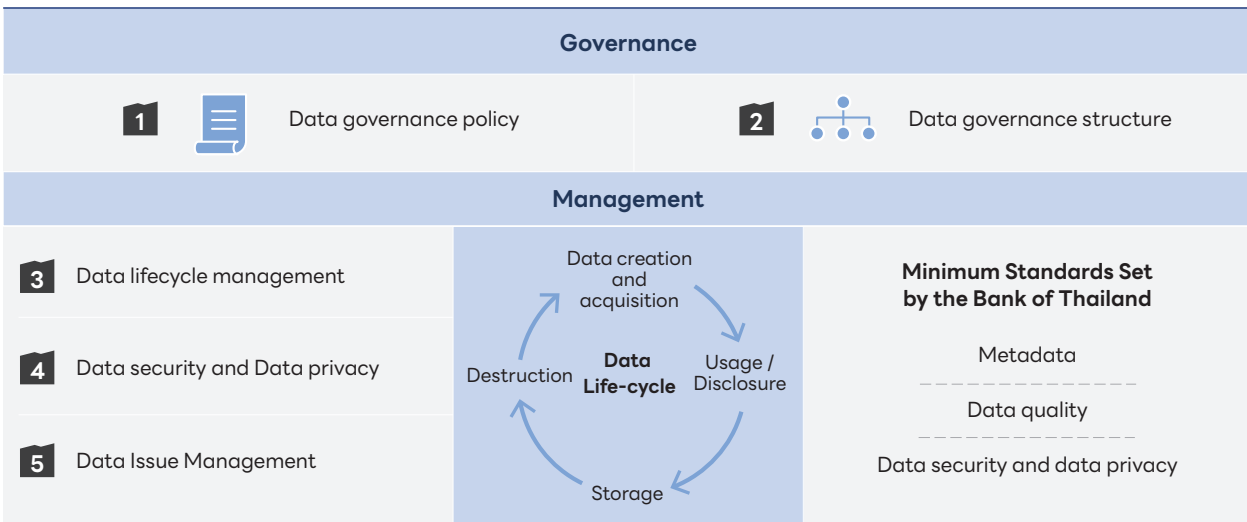 Governance
1
Data governance policy
2
Data governance structure
Management
3
Data lifecycle management
4
Data security and Data privacy
5
Data Issue Management
Data creation
and
acquisition
Usage /
Disclosure
Storage
Destruction
Data
Life-cycle
Minimum Standards Set
by the Bank of Thailand
Metadata
Data quality
Data security and data privacy